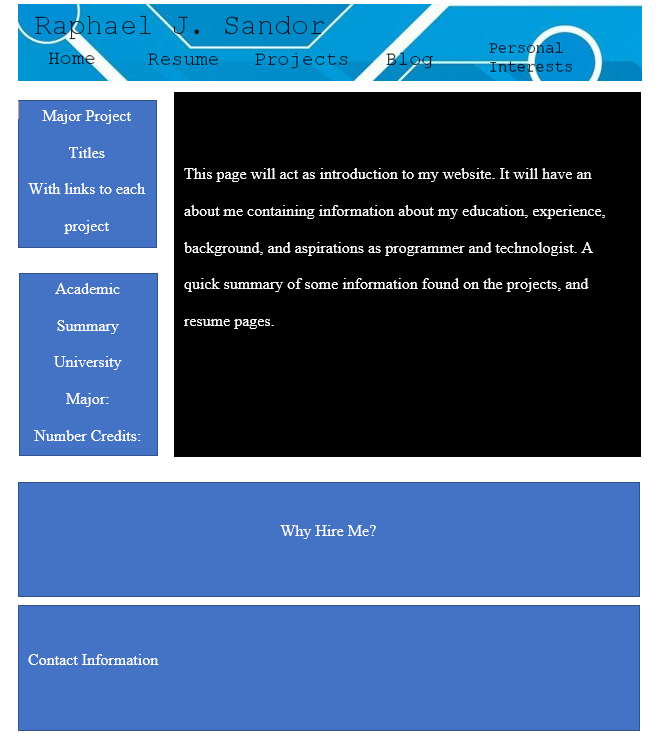 Raphael J. Sandor
Home Resume Projects Blog Personal
Interests
Major Project
Titles
With links to each
project
Academic
Summary
University
Major:
Number Credits:
This page will act as introduction to my website. It will have an
about me containing information about my education, experience,
background, and aspirations as programmer and technologist. A
quick summary of some information found on the projects, and
resume pages.
Why Hire Me?
Contact Information